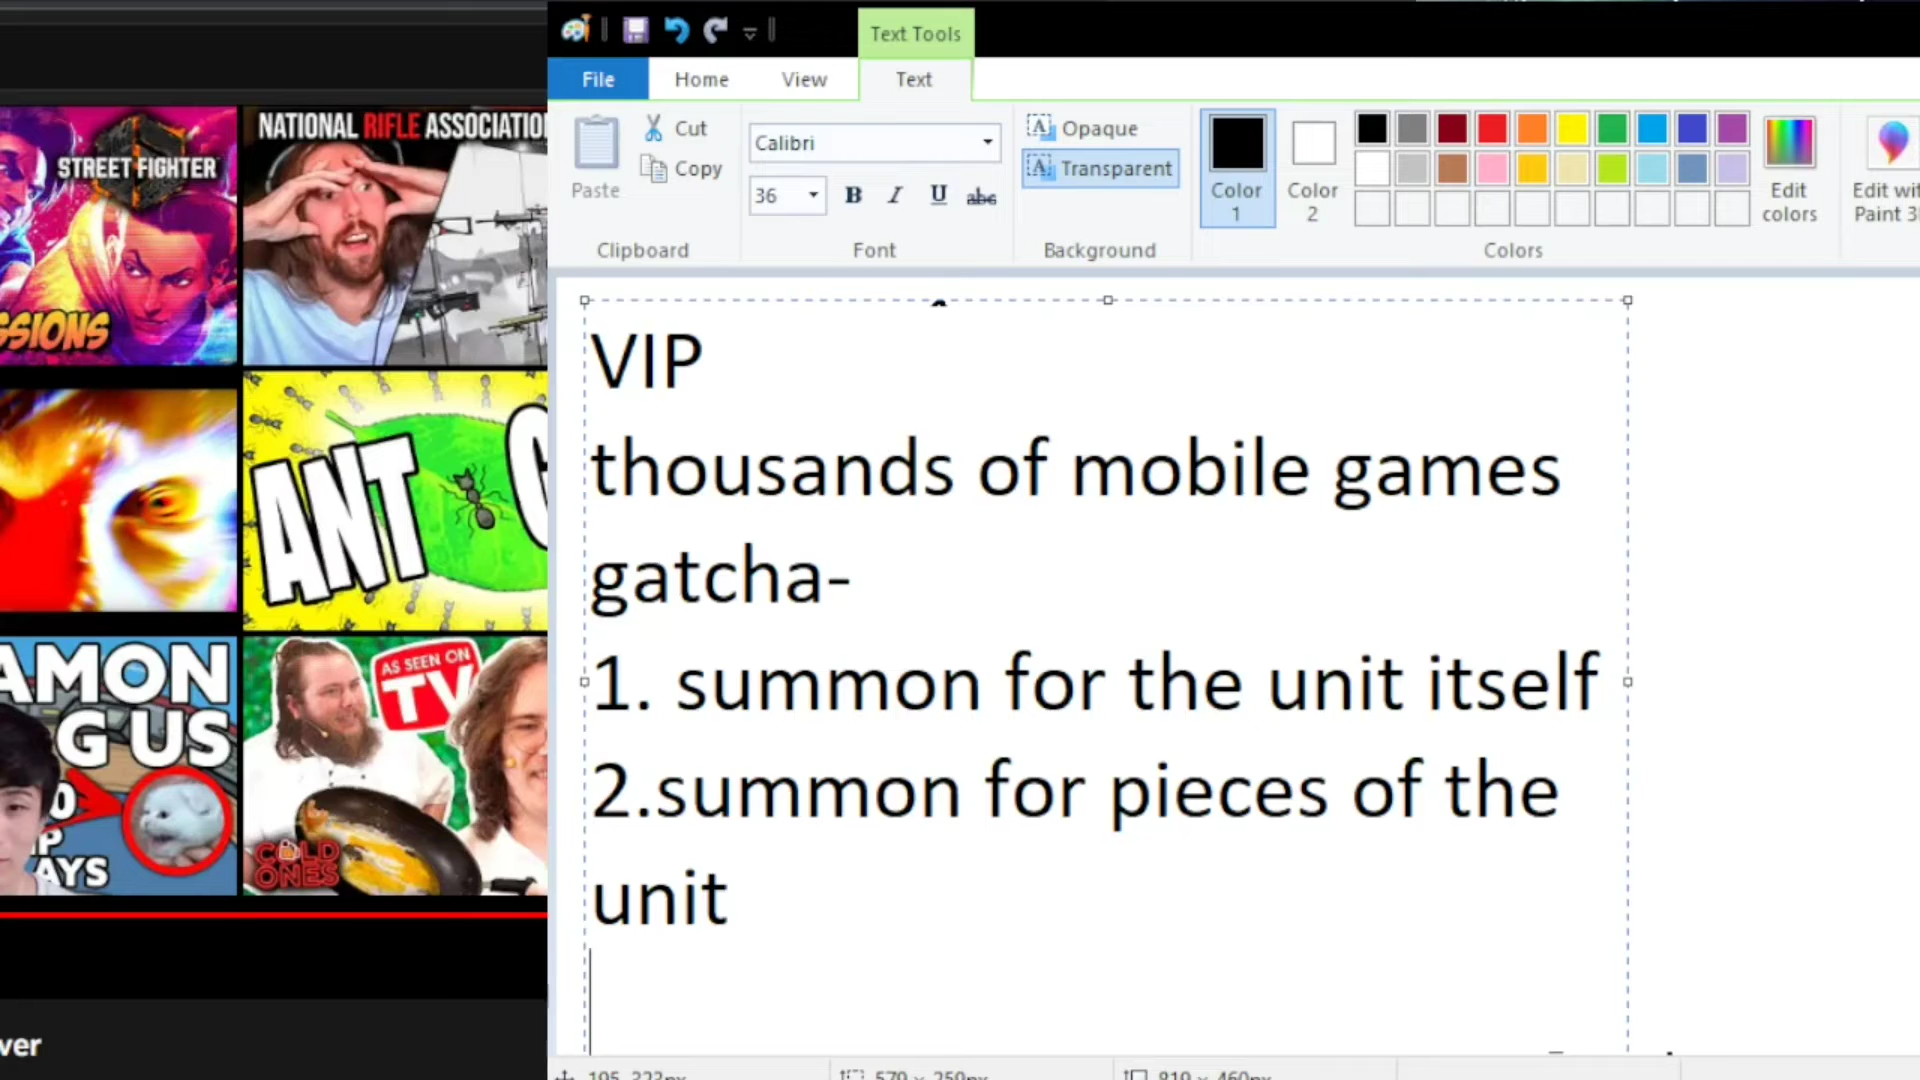 Text Tools
File
Home
View
Text
Paste
Cut
Copy
Clipboard
Calibri
36
B
I
U
abc
Font
Opaque
Transparent
Background
Color
1
Color
2
Colors
Edit
colors
Edit
Paint
STREET FIGHTER
SSIONS
NATIONAL RIFLE
ANT
AMON
G US
AYS
AS SEEN ON
TV
COLD
ONES
ver
VIP
thousands of mobile games
gatcha-
1. summon for the unit itself
2.summon for pieces of the
unit